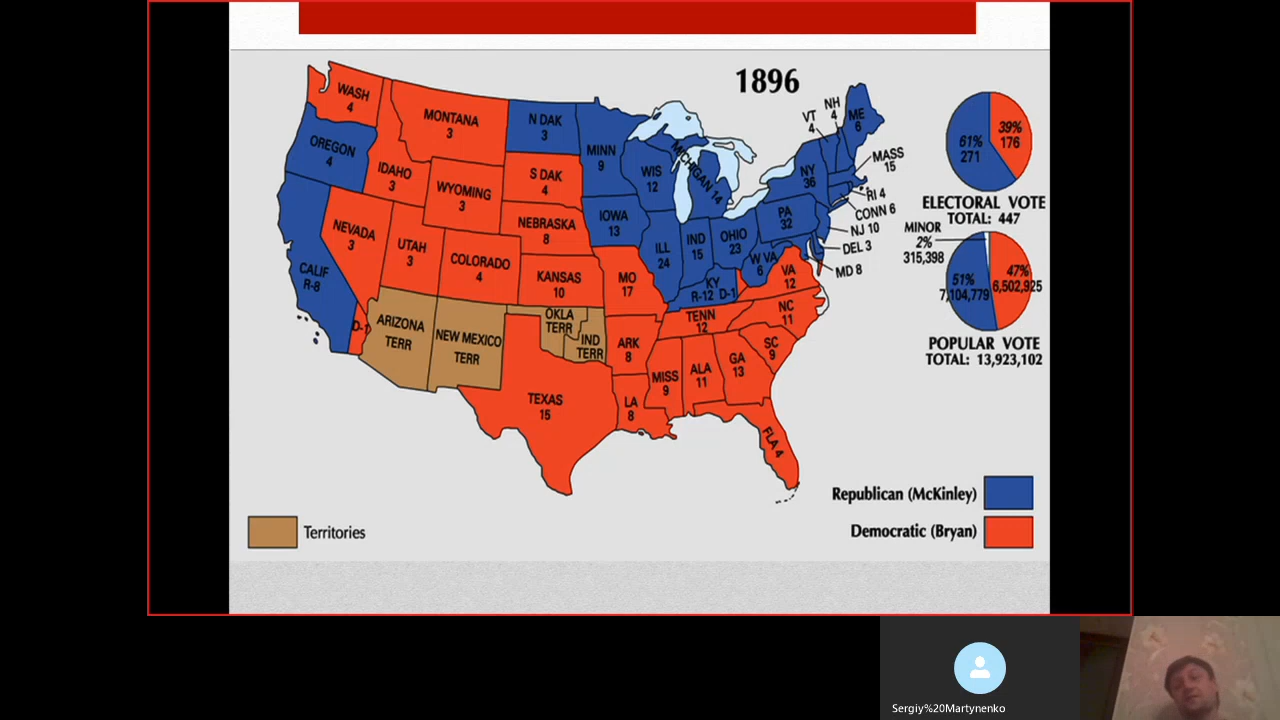 1896
WASH
4
MONTANA
3
N DAK
3
MINN
9
OREGON
4
IDAHO
3
WYOMING
3
S DAK
4
WIS
12
MICHIGAN 14
NY
36
VT
4
NH
4
ME
6
MASS
15
RI 4
CONN 6
NJ 10
DEL 3
MD 8
NEVADA
3
UTAH
3
COLORADO
4
NEBRASKA
8
IOWA
13
ILL
24
IND
15
OHIO
23
PA
32
W VA
6
VA
12
CALIF
R-8
D-1
KANSAS
10
MO
17
KY
R-12 D-1
TENN
12
NC
11
SC
9
ARIZONA
TERR
NEW MEXICO
TERR
OKLA
TERR
IND
TERR
ARK
8
MISS
9
ALA
11
GA
13
TEXAS
15
LA
8
FLA 4
61%
271
39%
176
ELECTORAL VOTE
TOTAL: 447
MINOR
2%
315,398
51%
7,104,779
47%
6,502,925
POPULAR VOTE
TOTAL: 13,923,102
Republican (McKinley)
Democratic (Bryan)
Territories
Sergiy%20Martynenko